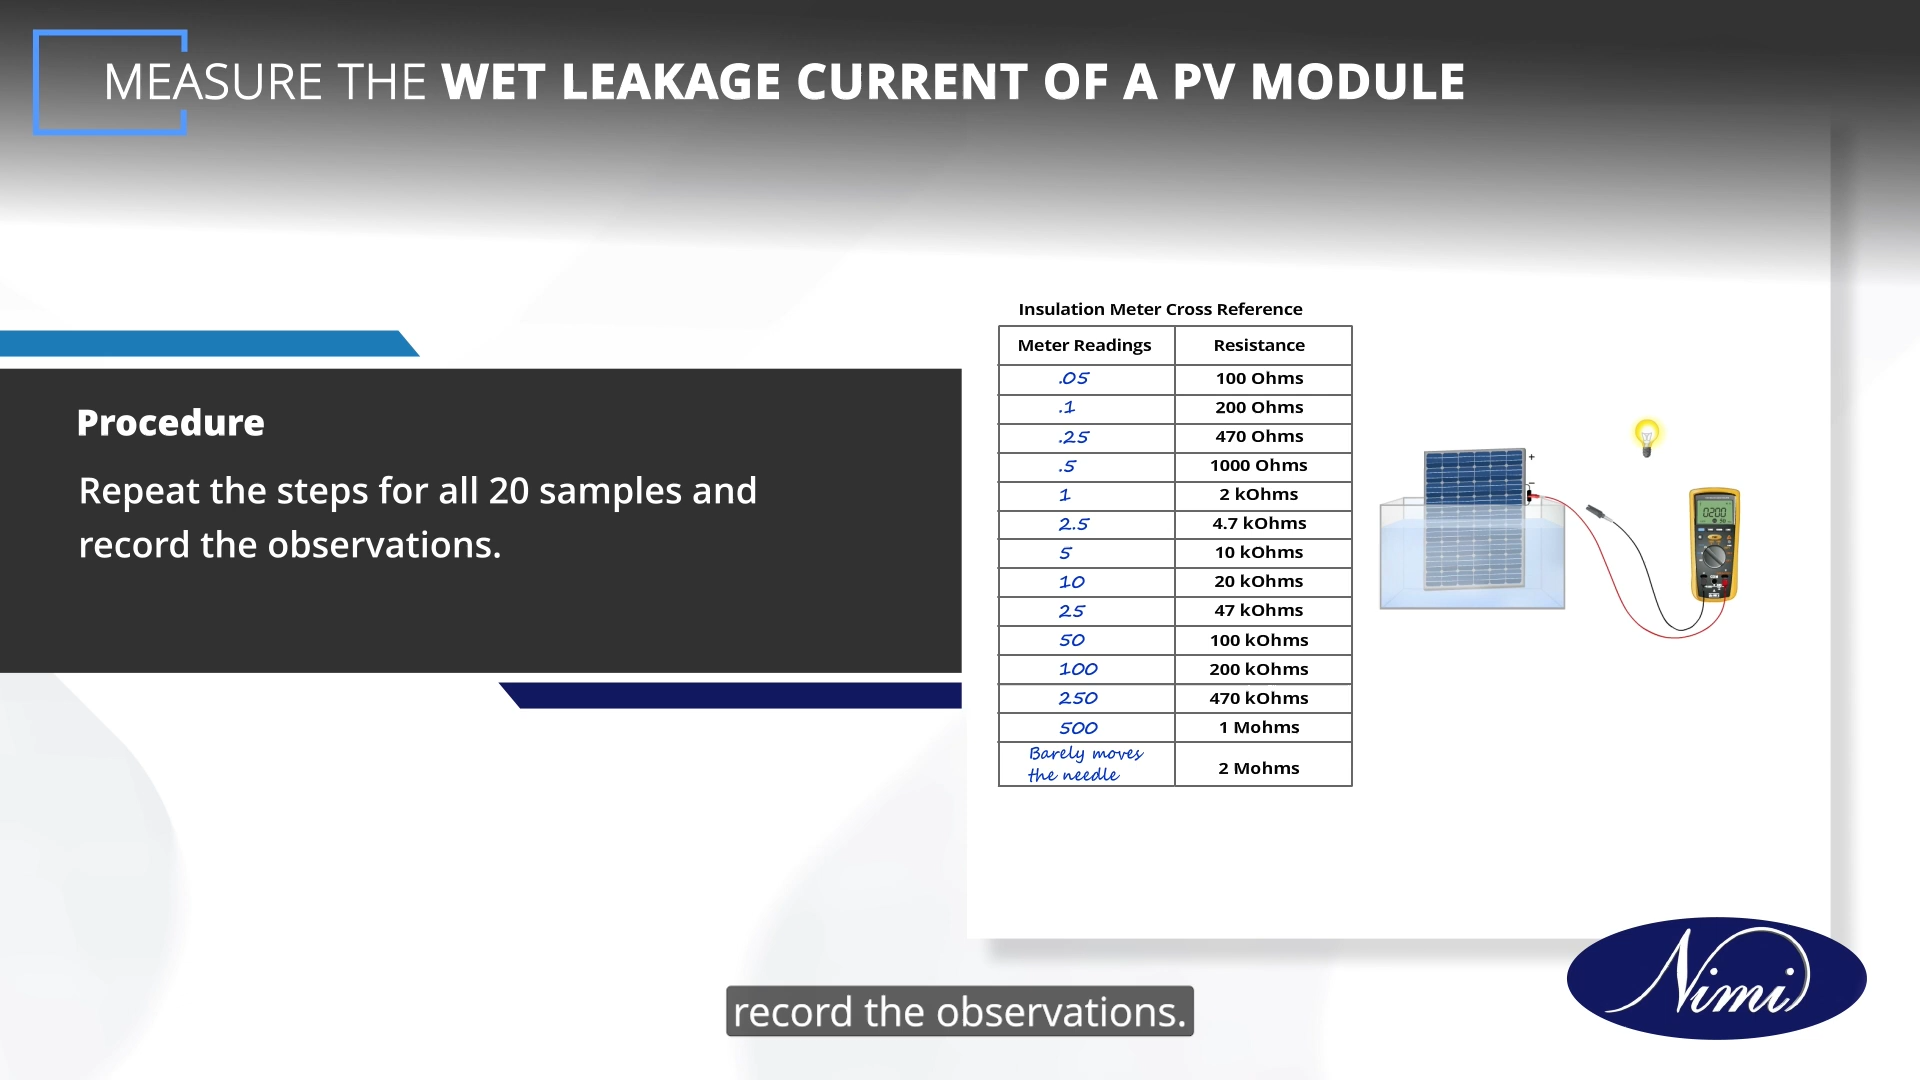 MEASURE THE WET LEAKAGE CURRENT OF A PV MODULE
Procedure
Repeat the steps for all 20 samples and
record the observations.
Insulation Meter Cross Reference
Meter Readings Resistance
.05 100 Ohms
.1 200 Ohms
.25 470 Ohms
.5 1000 Ohms
1 2 kOhms
2.5 4.7 kOhms
5 10 kOhms
10 20 kOhms
25 47 kOhms
50 100 kOhms
100 200 kOhms
250 470 kOhms
500 1 Mohms
Barely moves
the needle
2 Mohms
+
-
0200
Nimi
record the observations.